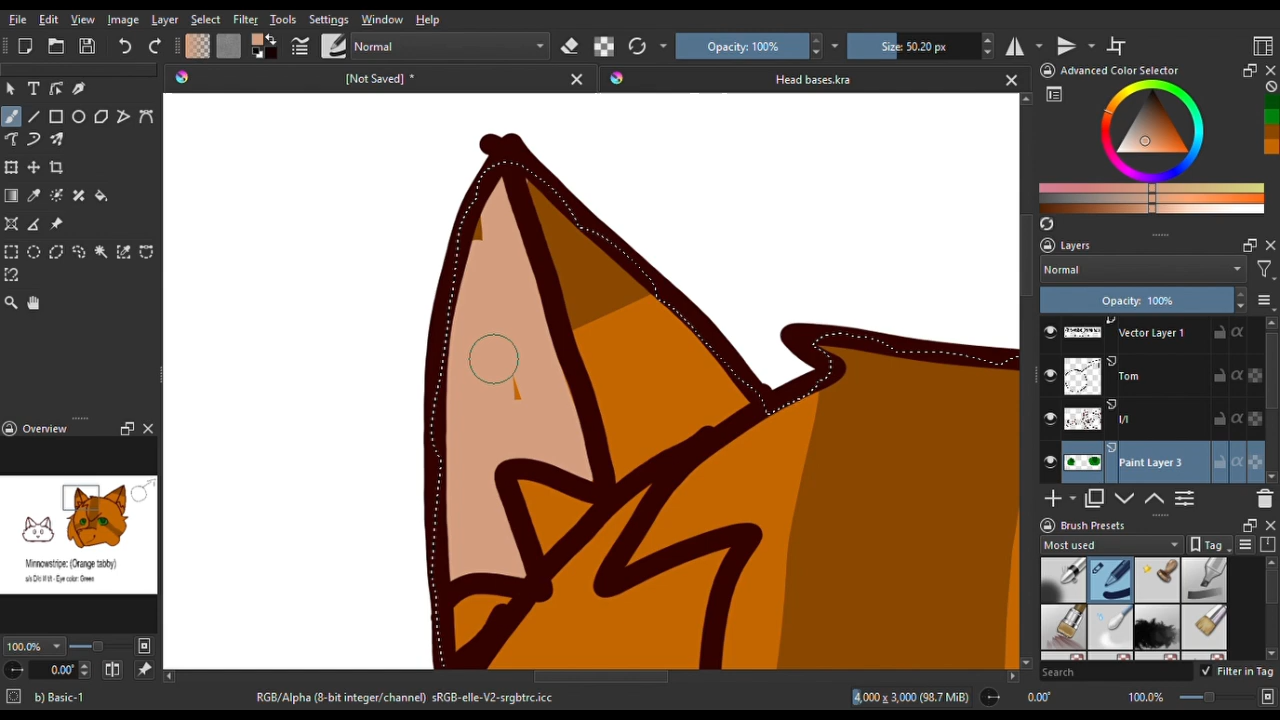 File Edit View Image Layer Select Filter Tools Settings Window Help
Normal Opacity: 100% Size: 50.20 px
[Not Saved] * Head bases.kra
Advanced Color Selector
Layers
Normal
Opacity: 100%
Vector Layer 1
Tom
I/I
Paint Layer 3
Brush Presets
Most used Tag
Search Filter in Tag
Overview
Minnowstripe: (Orange tabby)
Eye color: Green
100.0%
0.00°
b) Basic-1 RGB/Alpha (8-bit integer/channel) sRGB-elle-V2-srgbtrc.icc 4,000 x 3,000 (98.7 MiB) 0.00° 100.0%